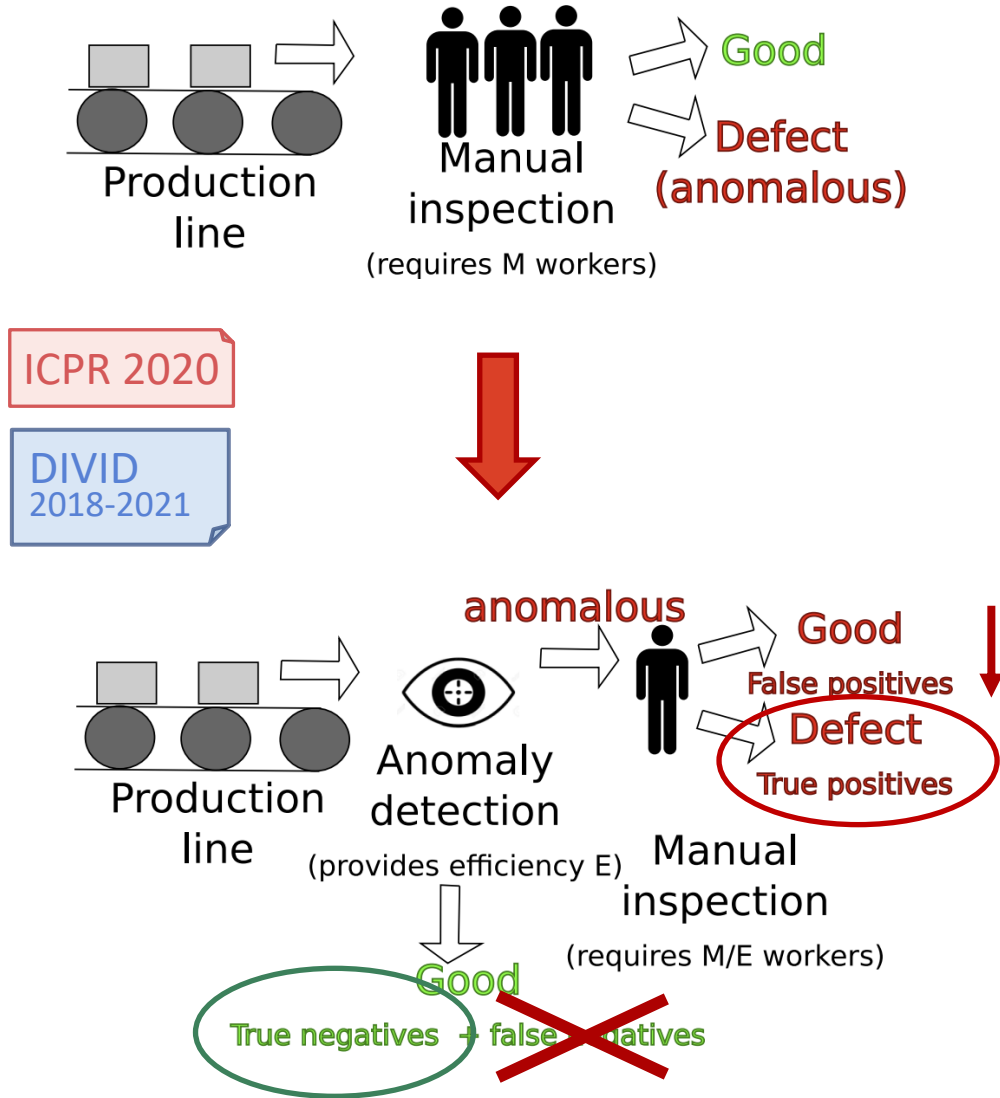 Good
Defect
(anomalous)
Production
line
Manual
inspection
(requires M workers)
ICPR 2020
DIVID
2018-2021
anomalous
Good
False positives
Defect
True positives
Production
line
Anomaly
detection
(provides efficiency E)
Manual
inspection
(requires M/E workers)
Good
True negatives + false negatives